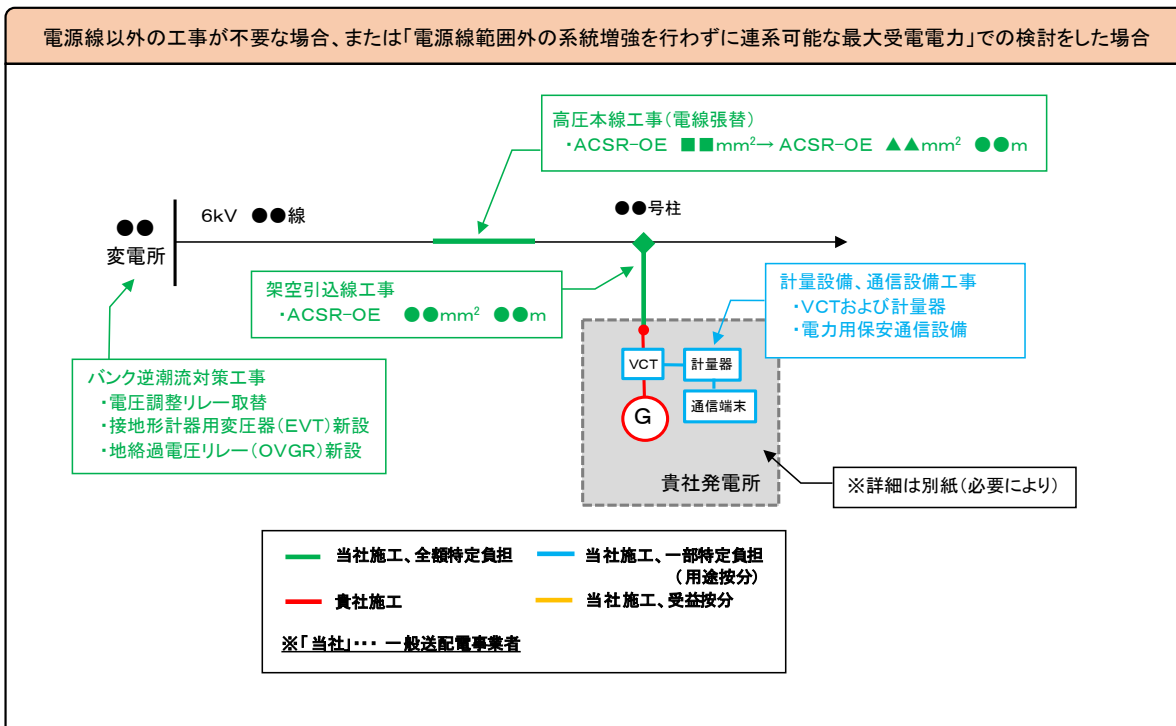 電源線以外の工事が不要な場合、または「電源線範囲外の系統増強を行わずに連系可能な最大受電電力」での検討をした場合
高圧本線工事(電線張替)
・ACSR-OE ■■mm²→ ACSR-OE ▲▲mm² ●●m
6kV ●●線
●●号柱
●●
変電所
架空引込線工事
・ACSR-OE ●●mm² ●●m
計量設備、通信設備工事
・VCTおよび計量器
・電力用保安通信設備
バンク逆潮流対策工事
・電圧調整リレー取替
・接地形計器用変圧器(EVT)新設
・地絡過電圧リレー(OVGR)新設
VCT
計量器
通信端末
G
貴社発電所
※詳細は別紙(必要により)
当社施工、全額特定負担
当社施工、一部特定負担
(用途按分)
貴社施工
当社施工、受益按分
※「当社」・・・ 一般送配電事業者